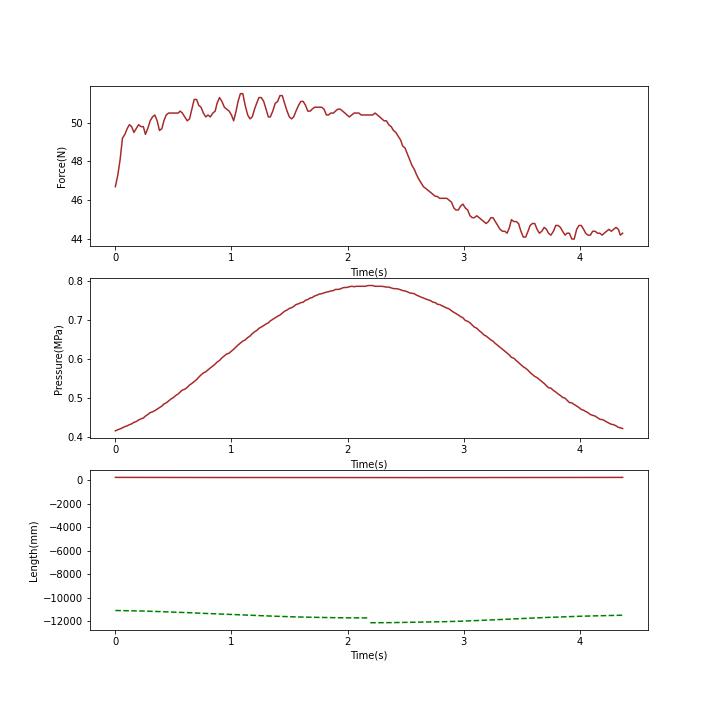 Force(N)
50
48
46
44
0 1 2 3 4
Time(s)
Pressure(MPa)
0.8
0.7
0.6
0.5
0.4
0 1 2 3 4
Time(s)
Length(mm)
0
−2000
−4000
−6000
−8000
−10000
−12000
0 1 2 3 4
Time(s)